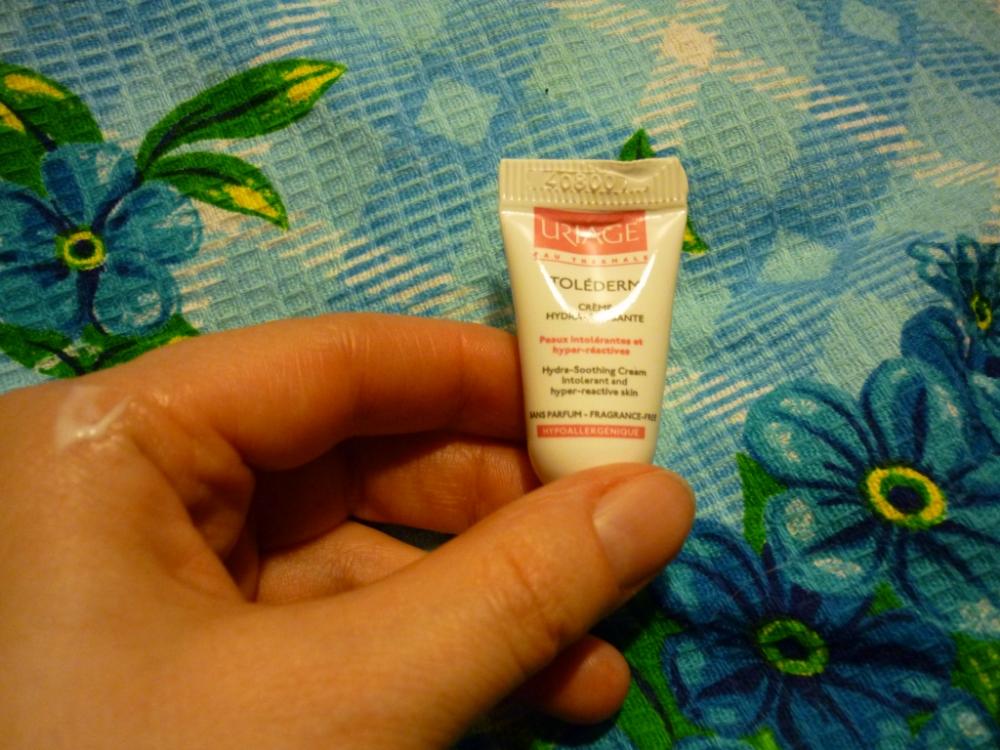 URIAGE
EAU THERMALE
TOLÉDERM
CRÈME
Peaux intolérantes et
hyper-réactives
Hydra-Soothing Cream
Intolerant and
hyper-reactive skin
SANS PARFUM - FRAGRANCE-FREE
HYPOALLERGÉNIQUE